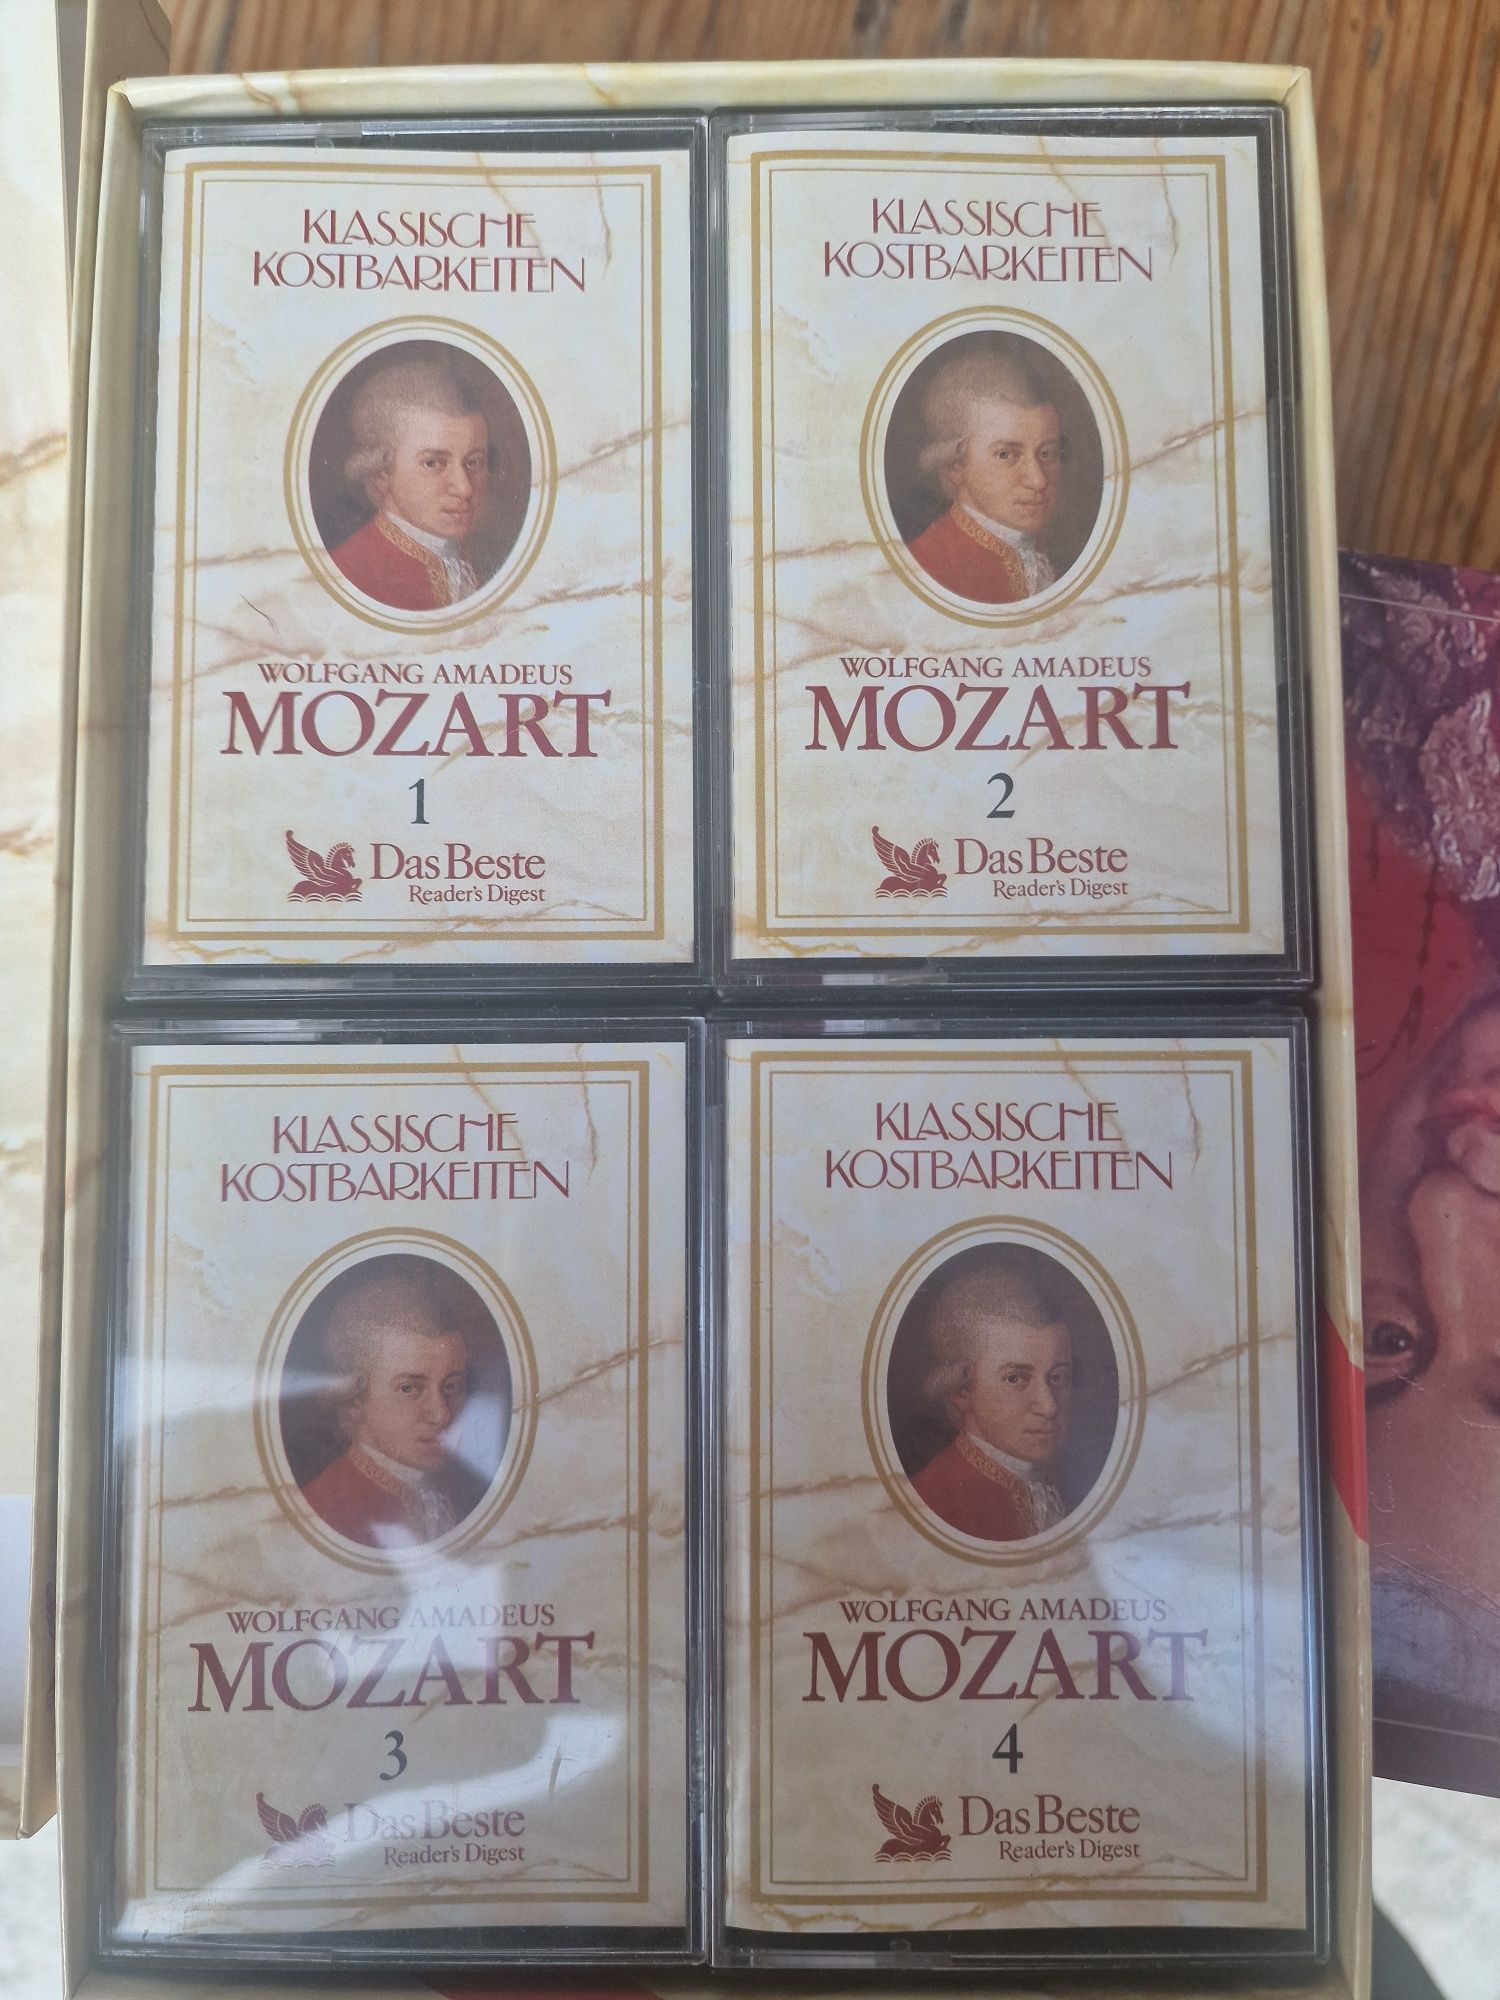 KLASSISCHE
KOSTBARKEITEN
WOLFGANG AMADEUS
MOZART
1
Das Beste
Reader's Digest
KLASSISCHE
KOSTBARKEITEN
WOLFGANG AMADEUS
MOZART
2
Das Beste
Reader's Digest
KLASSISCHE
KOSTBARKEITEN
WOLFGANG AMADEUS
MOZART
3
Das Beste
Reader's Digest
KLASSISCHE
KOSTBARKEITEN
WOLFGANG AMADEUS
MOZART
4
Das Beste
Reader's Digest